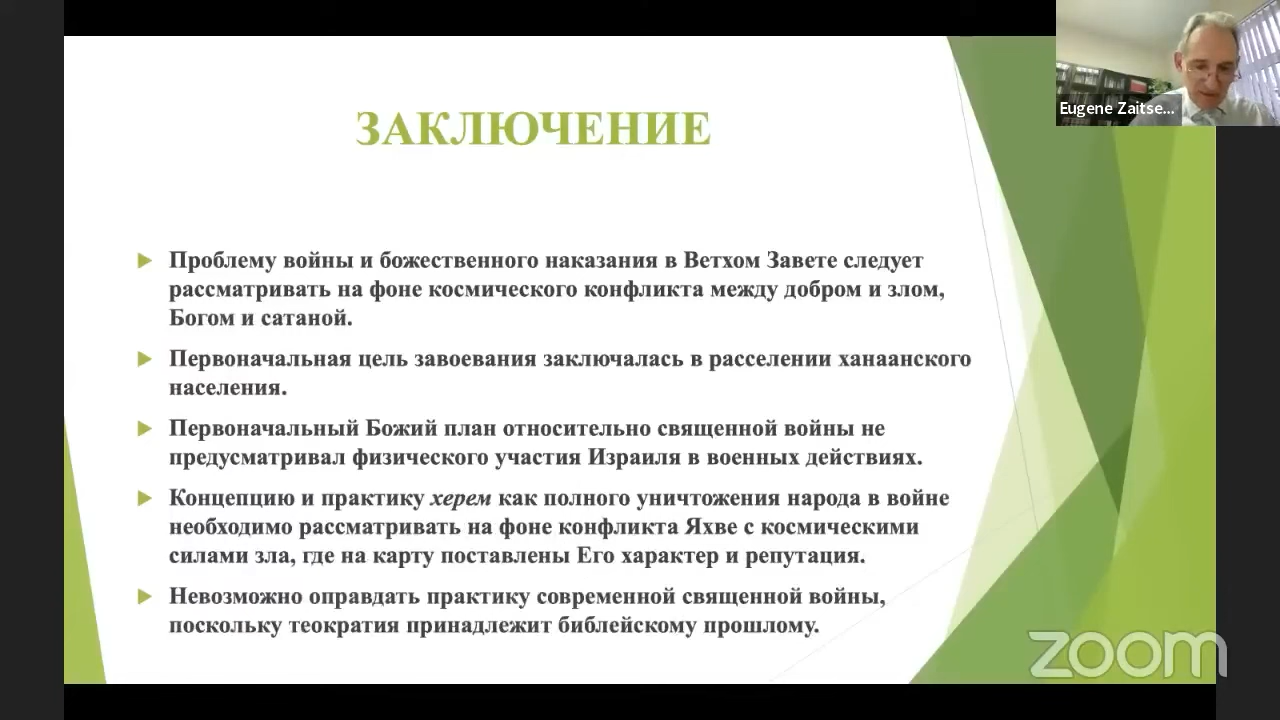 Eugene Zaitse...
ЗАКЛЮЧЕНИЕ
Проблему войны и божественного наказания в Ветхом Завете следует
рассматривать на фоне космического конфликта между добром и злом,
Богом и сатаной.
Первоначальная цель завоевания заключалась в расселении ханаанского
населения.
Первоначальный Божий план относительно священной войны не
предусматривал физического участия Израиля в военных действиях.
Концепцию и практику херем как полного уничтожения народа в войне
необходимо рассматривать на фоне конфликта Яхве с космическими
силами зла, где на карту поставлены Его характер и репутация.
Невозможно оправдать практику современной священной войны,
поскольку теократия принадлежит библейскому прошлому.
zoom